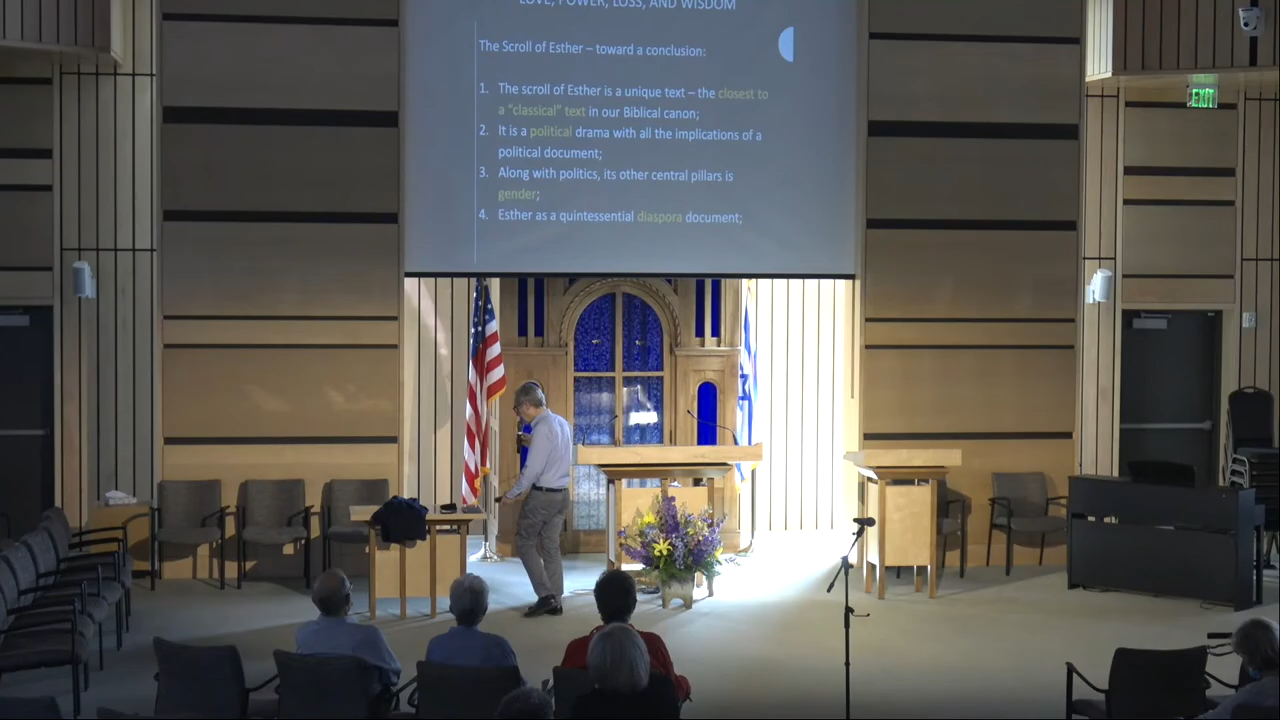 LOVE, POWER, LOSS, AND WISDOM
The Scroll of Esther – toward a conclusion:
1. The scroll of Esther is a unique text – the closest to
a “classical” text in our Biblical canon;
2. It is a political drama with all the implications of a
political document;
3. Along with politics, its other central pillars is
gender;
4. Esther as a quintessential diaspora document;
EXIT